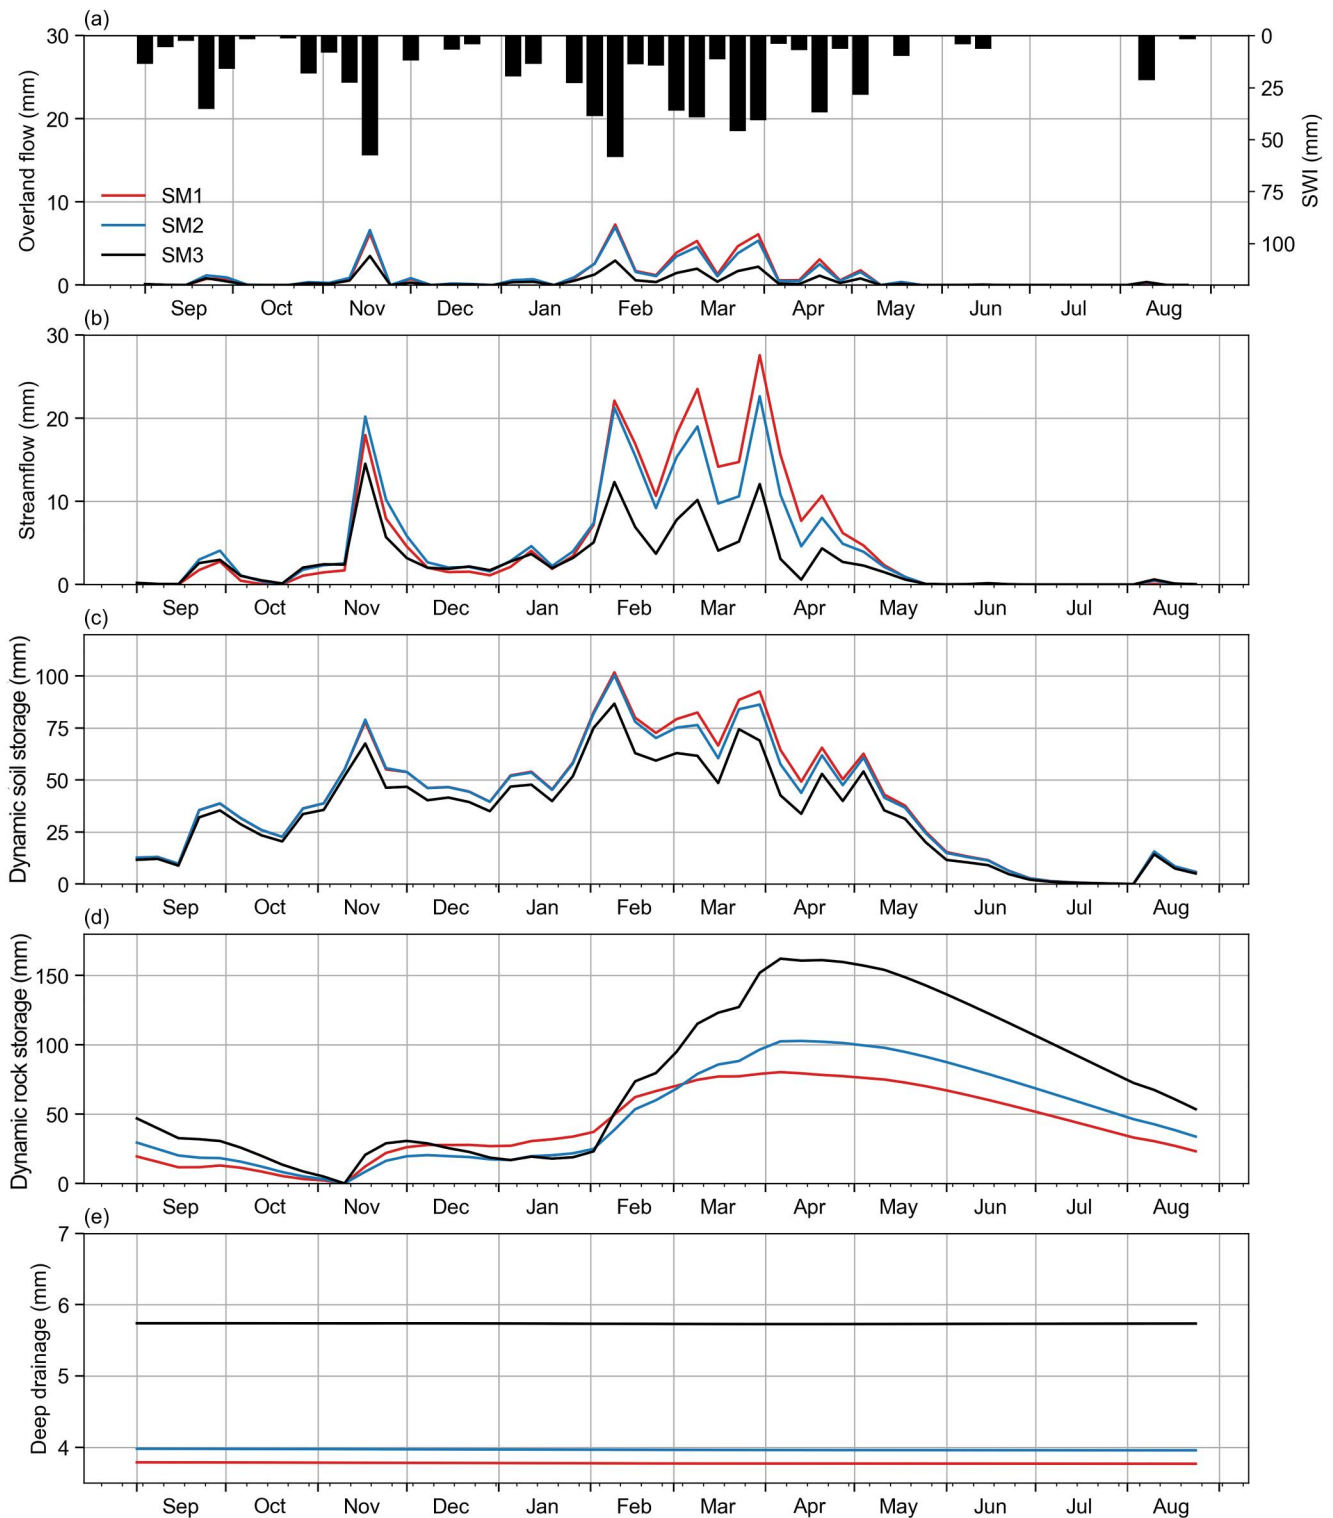 (a)
30
20
10
0
Overland flow (mm)
0
25
50
75
100
SWI (mm)
SM1
SM2
SM3
Sep Oct Nov Dec Jan Feb Mar Apr May Jun Jul Aug
(b)
30
20
10
0
Streamflow (mm)
Sep Oct Nov Dec Jan Feb Mar Apr May Jun Jul Aug
(c)
100
75
50
25
0
Dynamic soil storage (mm)
Sep Oct Nov Dec Jan Feb Mar Apr May Jun Jul Aug
(d)
150
100
50
0
Dynamic rock storage (mm)
Sep Oct Nov Dec Jan Feb Mar Apr May Jun Jul Aug
(e)
7
6
5
4
Deep drainage (mm)
Sep Oct Nov Dec Jan Feb Mar Apr May Jun Jul Aug